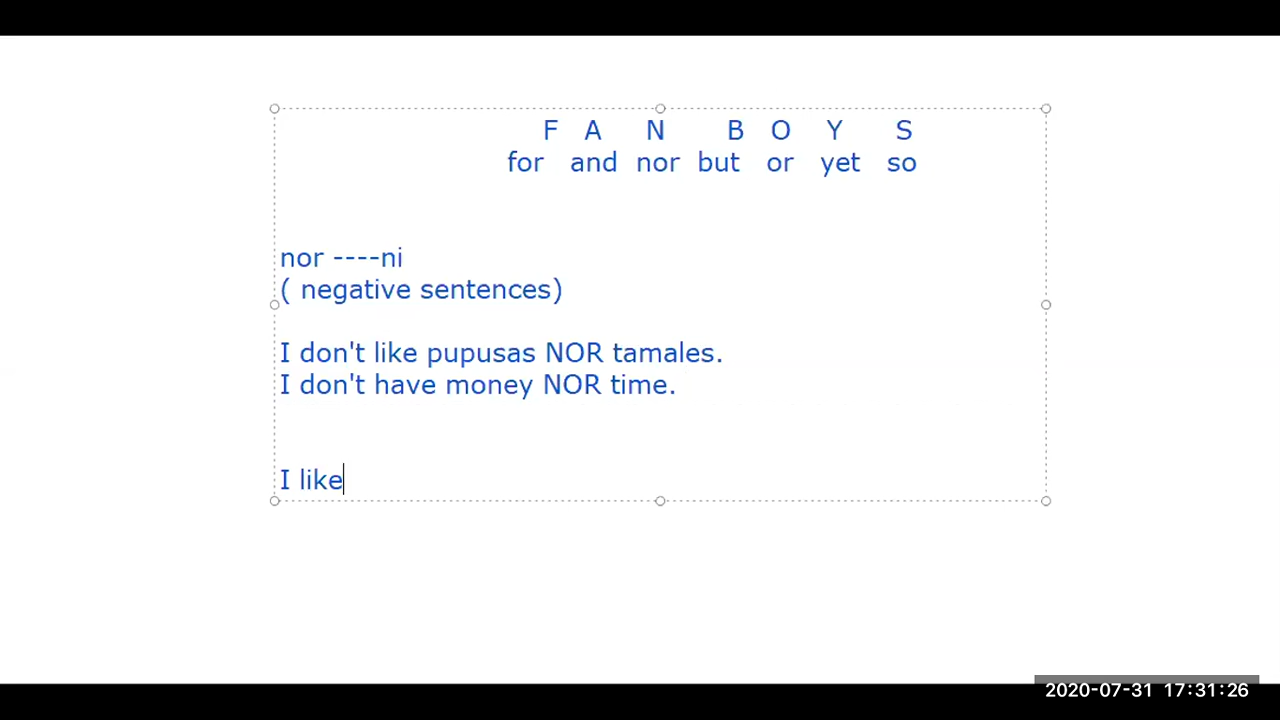 F A N B O Y S
for and nor but or yet so
nor ----ni
( negative sentences)
I don't like pupusas NOR tamales.
I don't have money NOR time.
I like
2020-07-31 17:31:26